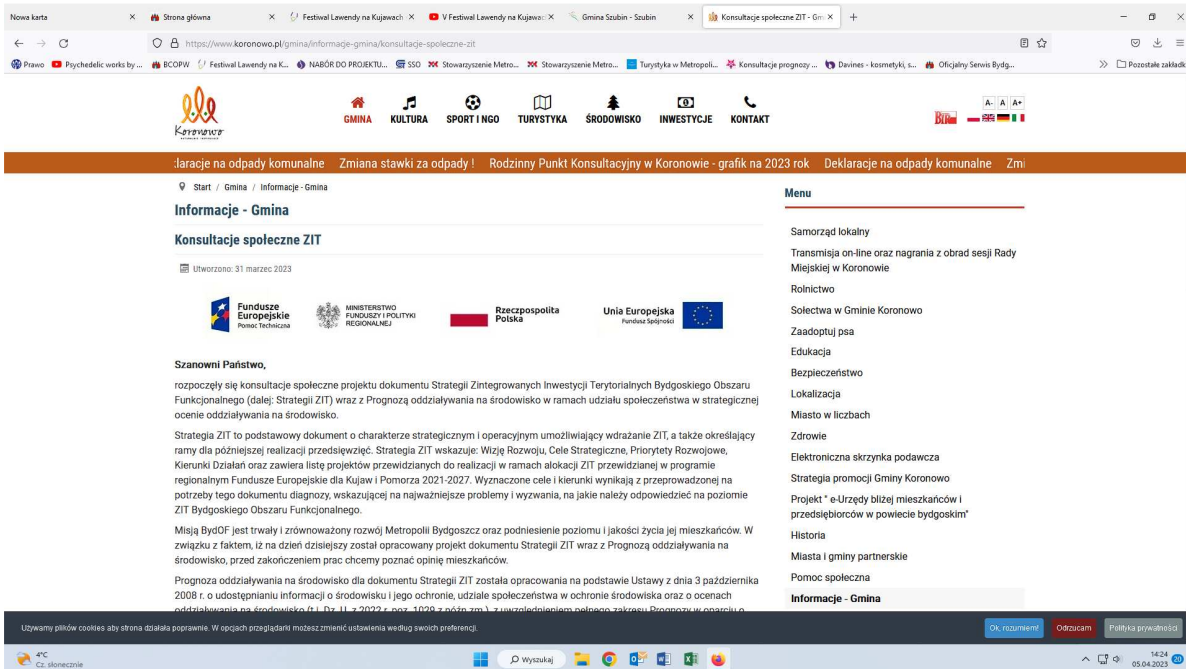 Nowa karta
Strona główna
Festiwal Lawendy na Kujawach
V Festiwal Lawendy na Kujawac
Gmina Szubin - Szubin
Konsultacje społeczne ZIT - Gm
https://www.koronowo.pl/gmina/informacje-gmina/konsultacje-spoleczne-zit
Prawo
Psychedelic works by ...
BCOPW
Festiwal Lawendy na K...
NABÓR DO PROJEKTU...
SSO
Stowarzyszenie Metro...
Stowarzyszenie Metro...
Turystyka w Metropoli...
Konsultacje prognozy ...
Davines - kosmetyki, s...
Oficjalny Serwis Bydg...
Pozostałe zakładk
Koronowo
GMINA
KULTURA
SPORT I NGO
TURYSTYKA
ŚRODOWISKO
INWESTYCJE
KONTAKT
A- A A+
:laracje na odpady komunalne Zmiana stawki za odpady ! Rodzinny Punkt Konsultacyjny w Koronowie - grafik na 2023 rok Deklaracje na odpady komunalne Zmi
Start / Gmina / Informacje - Gmina
Informacje - Gmina
Konsultacje społeczne ZIT
Utworzono: 31 marzec 2023
Fundusze
Europejskie
Pomoc Techniczna
MINISTERSTWO
FUNDUSZY I POLITYKI
REGIONALNEJ
Rzeczpospolita
Polska
Unia Europejska
Fundusz Spójności
Szanowni Państwo,
rozpoczęły się konsultacje społeczne projektu dokumentu Strategii Zintegrowanych Inwestycji Terytorialnych Bydgoskiego Obszaru
Funkcjonalnego (dalej: Strategii ZIT) wraz z Prognozą oddziaływania na środowisko w ramach udziału społeczeństwa w strategicznej
ocenie oddziaływania na środowisko.
Strategia ZIT to podstawowy dokument o charakterze strategicznym i operacyjnym umożliwiający wdrażanie ZIT, a także określający
ramy dla późniejszej realizacji przedsięwzięć. Strategia ZIT wskazuje: Wizję Rozwoju, Cele Strategiczne, Priorytety Rozwojowe,
Kierunki Działań oraz zawiera listę projektów przewidzianych do realizacji w ramach alokacji ZIT przewidzianej w programie
regionalnym Fundusze Europejskie dla Kujaw i Pomorza 2021-2027. Wyznaczone cele i kierunki wynikają z przeprowadzonej na
potrzeby tego dokumentu diagnozy, wskazującej na najważniejsze problemy i wyzwania, na jakie należy odpowiedzieć na poziomie
ZIT Bydgoskiego Obszaru Funkcjonalnego.
Misją BydOF jest trwały i zrównoważony rozwój Metropolii Bydgoszcz oraz podniesienie poziomu i jakości życia jej mieszkańców. W
związku z faktem, iż na dzień dzisiejszy został opracowany projekt dokumentu Strategii ZIT wraz z Prognozą oddziaływania na
środowisko, przed zakończeniem prac chcemy poznać opinię mieszkańców.
Prognoza oddziaływania na środowisko dla dokumentu Strategii ZIT została opracowania na podstawie Ustawy z dnia 3 października
2008 r. o udostępnianiu informacji o środowisku i jego ochronie, udziale społeczeństwa w ochronie środowiska oraz o ocenach
oddziaływania na środowisko (t.j. Dz. U. z 2022 r. poz. 1029 z późn zm.), z uwzględnieniem pełnego zakresu Prognozy w oparciu o
Menu
Samorząd lokalny
Transmisja on-line oraz nagrania z obrad sesji Rady
Miejskiej w Koronowie
Rolnictwo
Sołectwa w Gminie Koronowo
Zaadoptuj psa
Edukacja
Bezpieczeństwo
Lokalizacja
Miasto w liczbach
Zdrowie
Elektroniczna skrzynka podawcza
Strategia promocji Gminy Koronowo
Projekt " e-Urzędy bliżej mieszkańców i
przedsiębiorców w powiecie bydgoskim"
Historia
Miasta i gminy partnerskie
Pomoc społeczna
Informacje - Gmina
Używamy plików cookies aby strona działała poprawnie. W opcjach przeglądarki możesz zmienić ustawienia według swoich preferencji.
Ok, rozumiem!
Odrzucam
Polityka prywatności
4°C
Cz. słonecznie
Wyszukaj
14:24
05.04.2023
20